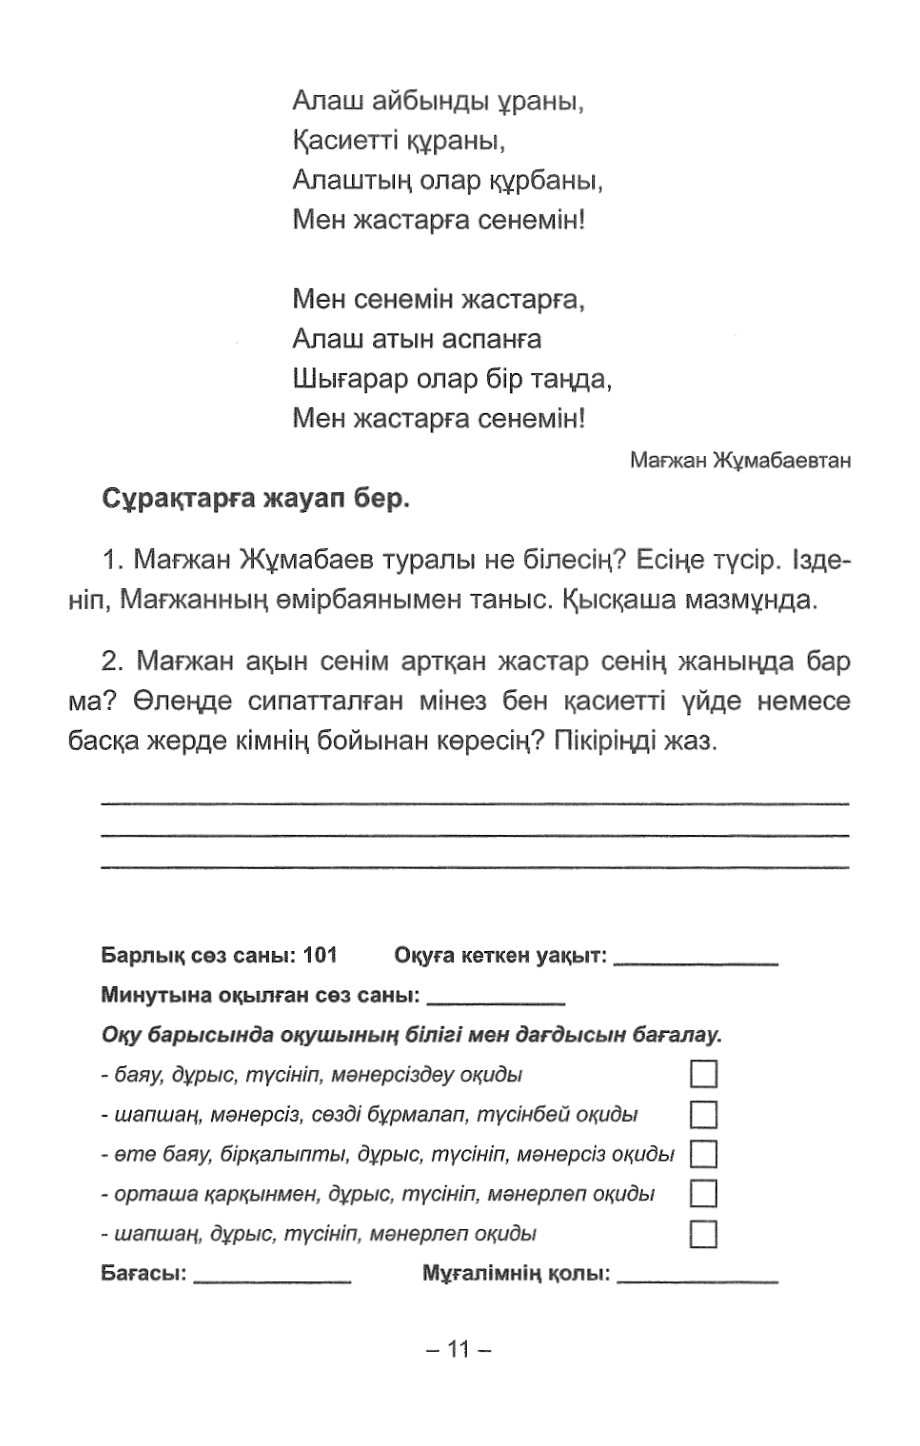 Алаш айбынды ұраны,
Қасиетті құраны,
Алаштың олар құрбаны,
Мен жастарға сенемін!
Мен сенемін жастарға,
Алаш атын аспанға
Шығарар олар бір таңда,
Мен жастарға сенемін!
Мағжан Жұмабаевтан
Сұрақтарға жауап бер.
1. Мағжан Жұмабаев туралы не білесің? Есіңе түсір. Ізде-
ніп, Мағжанның өмірбаянымен таныс. Қысқаша мазмұнда.
2. Мағжан ақын сенім артқан жастар сенің жаныңда бар
ма? Өлеңде сипатталған мінез бен қасиетті үйде немесе
басқа жерде кімнің бойынан көресің? Пікіріңді жаз.
Барлық сөз саны: 101 Оқуға кеткен уақыт: ____________
Минутына оқылған сөз саны: __________
Оқу барысында оқушының білігі мен дағдысын бағалау.
- баяу, дұрыс, түсініп, мәнерсіздеу оқиды
- шапшаң, мәнерсіз, сөзді бұрмалап, түсінбей оқиды
- өте баяу, бірқалыпты, дұрыс, түсініп, мәнерсіз оқиды
- орташа қарқынмен, дұрыс, түсініп, мәнерлеп оқиды
- шапшаң, дұрыс, түсініп, мәнерлеп оқиды
Бағасы: ____________ Мұғалімнің қолы: ____________
– 11 –